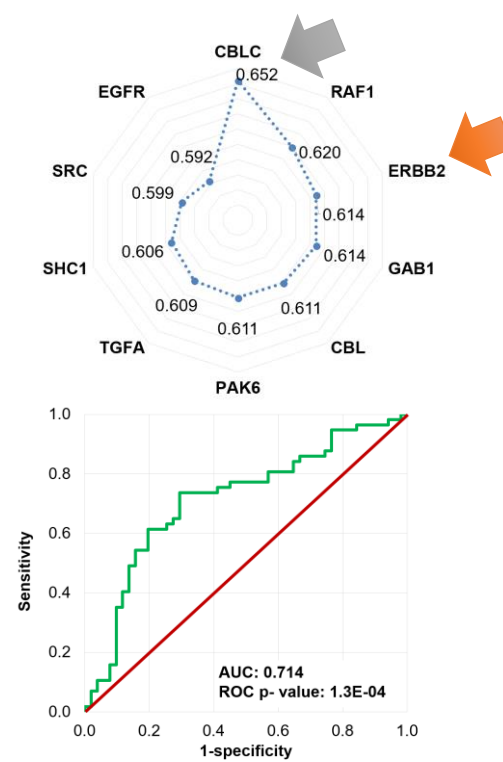 CBLC
0.652
EGFR
RAF1
0.592
0.620
SRC
ERBB2
0.599
0.614
0.606
0.614
SHC1
GAB1
0.609
0.611
0.611
TGFA
CBL
PAK6
1.0
0.8
0.6
0.4
0.2
0.0
Sensitivity
AUC: 0.714
ROC p- value: 1.3E-04
0.0 0.2 0.4 0.6 0.8 1.0
1-specificity